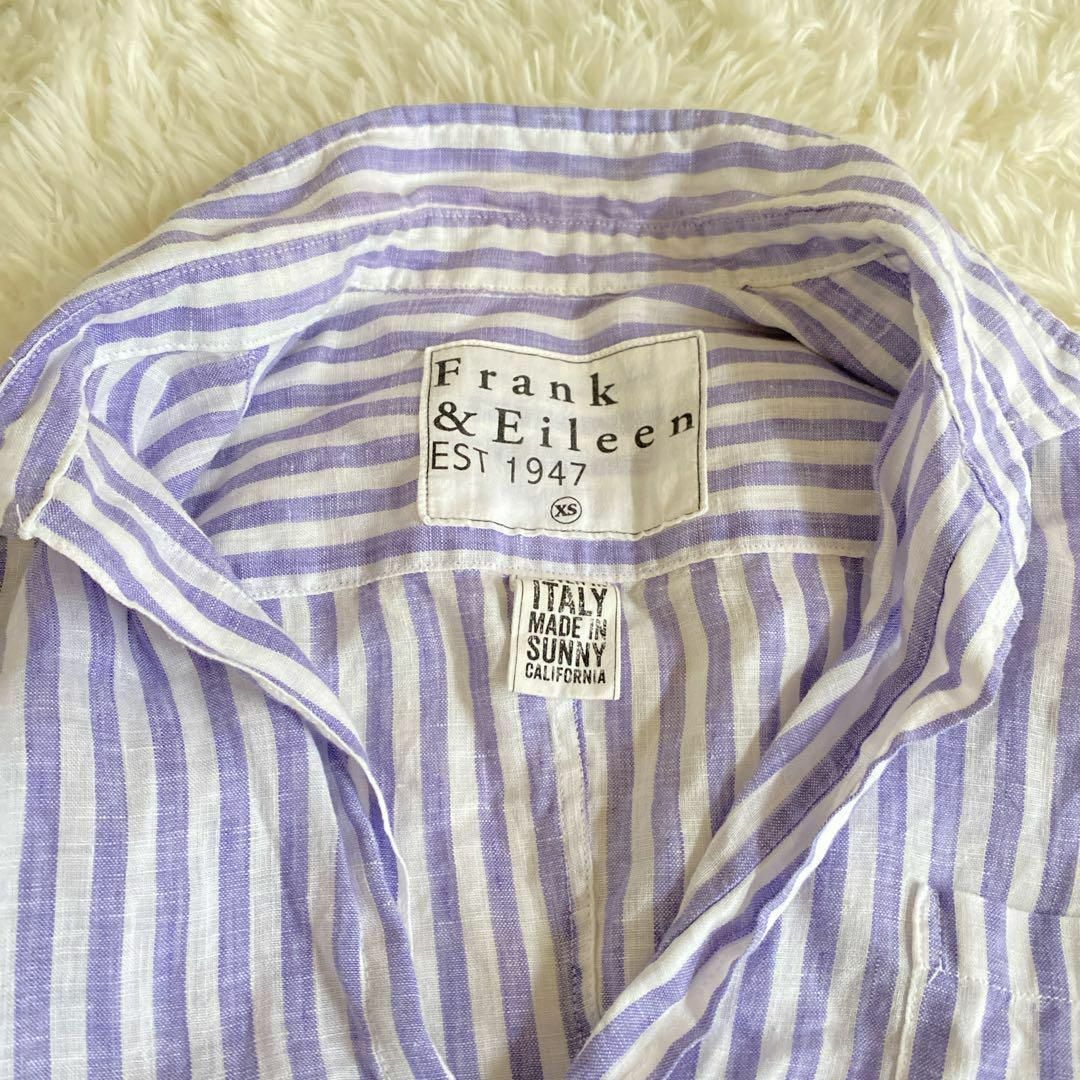 Frank
& Eileen
EST 1947
XS
ITALY
MADE IN
SUNNY
CALIFORNIA